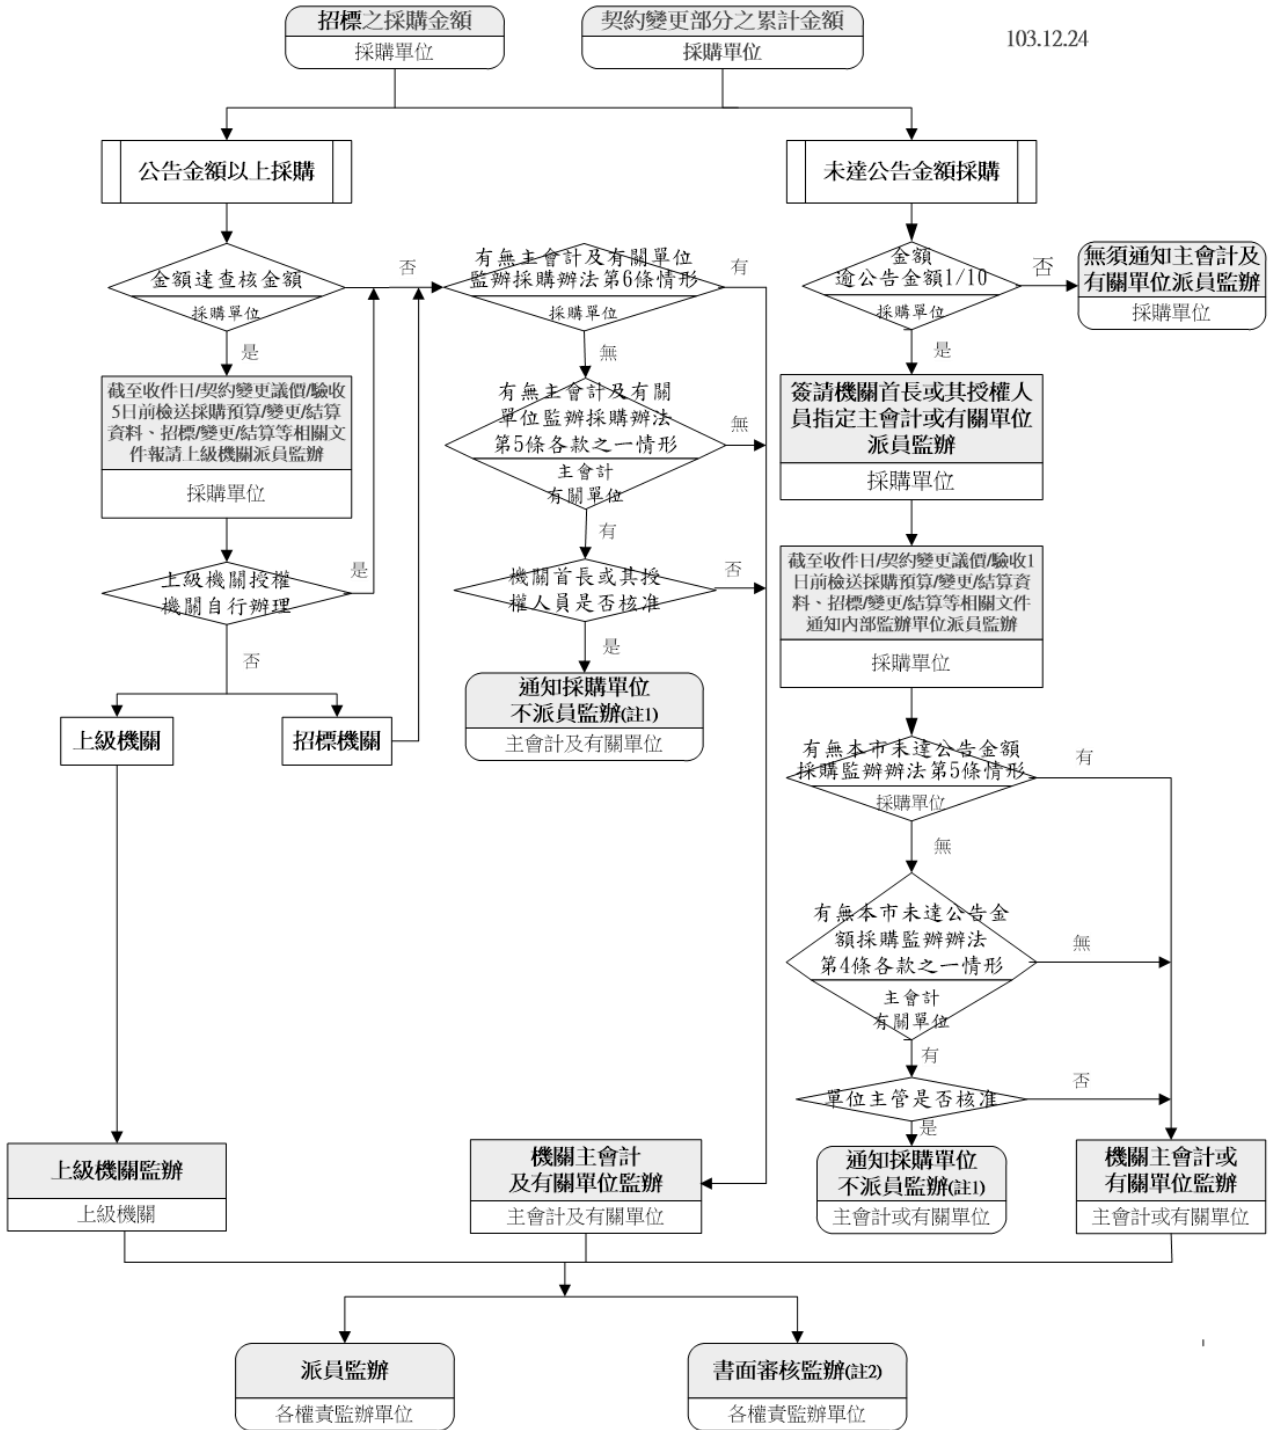 招標之採購金額
採購單位
契約變更部分之累計金額
採購單位
103.12.24
公告金額以上採購
未達公告金額採購
金額達查核金額
採購單位
否
是
有無主會計及有關單位
監辦採購辦法第6條情形
採購單位
有
無
金額
逾公告金額1/10
採購單位
否
是
無須通知主會計及
有關單位派員監辦
採購單位
截至收件日/契約變更議價/驗收
5日前檢送採購預算/變更/結算
資料、招標/變更/結算等相關文
件報請上級機關派員監辦
採購單位
有無主會計及有關
單位監辦採購辦法
第5條各款之一情形
主會計
有關單位
無
有
簽請機關首長或其授權人
員指定主會計或有關單位
派員監辦
採購單位
上級機關授權
機關自行辦理
是
否
機關首長或其授
權人員是否核准
否
是
截至收件日/契約變更議價/驗收1
日前檢送採購預算/變更/結算資
料、招標/變更/結算等相關文件
通知內部監辦單位派員監辦
採購單位
上級機關
招標機關
通知採購單位
不派員監辦(註1)
主會計及有關單位
有無本市未達公告金額
採購監辦辦法第5條情形
採購單位
有
無
有無本市未達公告金
額採購監辦辦法
第4條各款之一情形
主會計
有關單位
無
有
單位主管是否核准
否
是
上級機關監辦
上級機關
機關主會計
及有關單位監辦
主會計及有關單位
通知採購單位
不派員監辦(註1)
主會計或有關單位
機關主會計或
有關單位監辦
主會計或有關單位
派員監辦
各權責監辦單位
書面審核監辦(註2)
各權責監辦單位